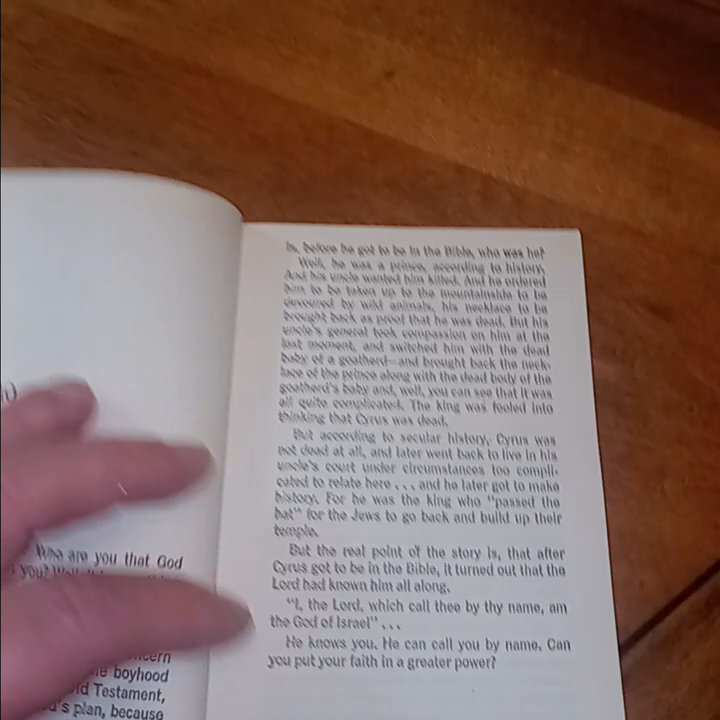 Who are you that God
you?
boyhood
Testament,
plan, because
is, before he got to be in the Bible, who was he?
Well, he was a prince, according to history.
And his uncle wanted him killed. And he ordered
him to be taken up to the mountainside to be
devoured by wild animals, his necklace to be
brought back as proof that he was dead. But his
uncle's general took compassion on him at the
last moment, and switched him with the dead
baby of a goatherd—and brought back the neck-
lace of the prince along with the dead body of the
goatherd's baby and, well, you can see that it was
all quite complicated. The king was fooled into
thinking that Cyrus was dead.
But according to secular history, Cyrus was
not dead at all, and later went back to live in his
uncle's court under circumstances too compli-
cated to relate here . . . and he later got to make
history. For he was the king who "passed the
hat" for the Jews to go back and build up their
temple.
But the real point of the story is, that after
Cyrus got to be in the Bible, it turned out that the
Lord had known him all along.
"I, the Lord, which call thee by thy name, am
the God of Israel" . . .
He knows you. He can call you by name. Can
you put your faith in a greater power?